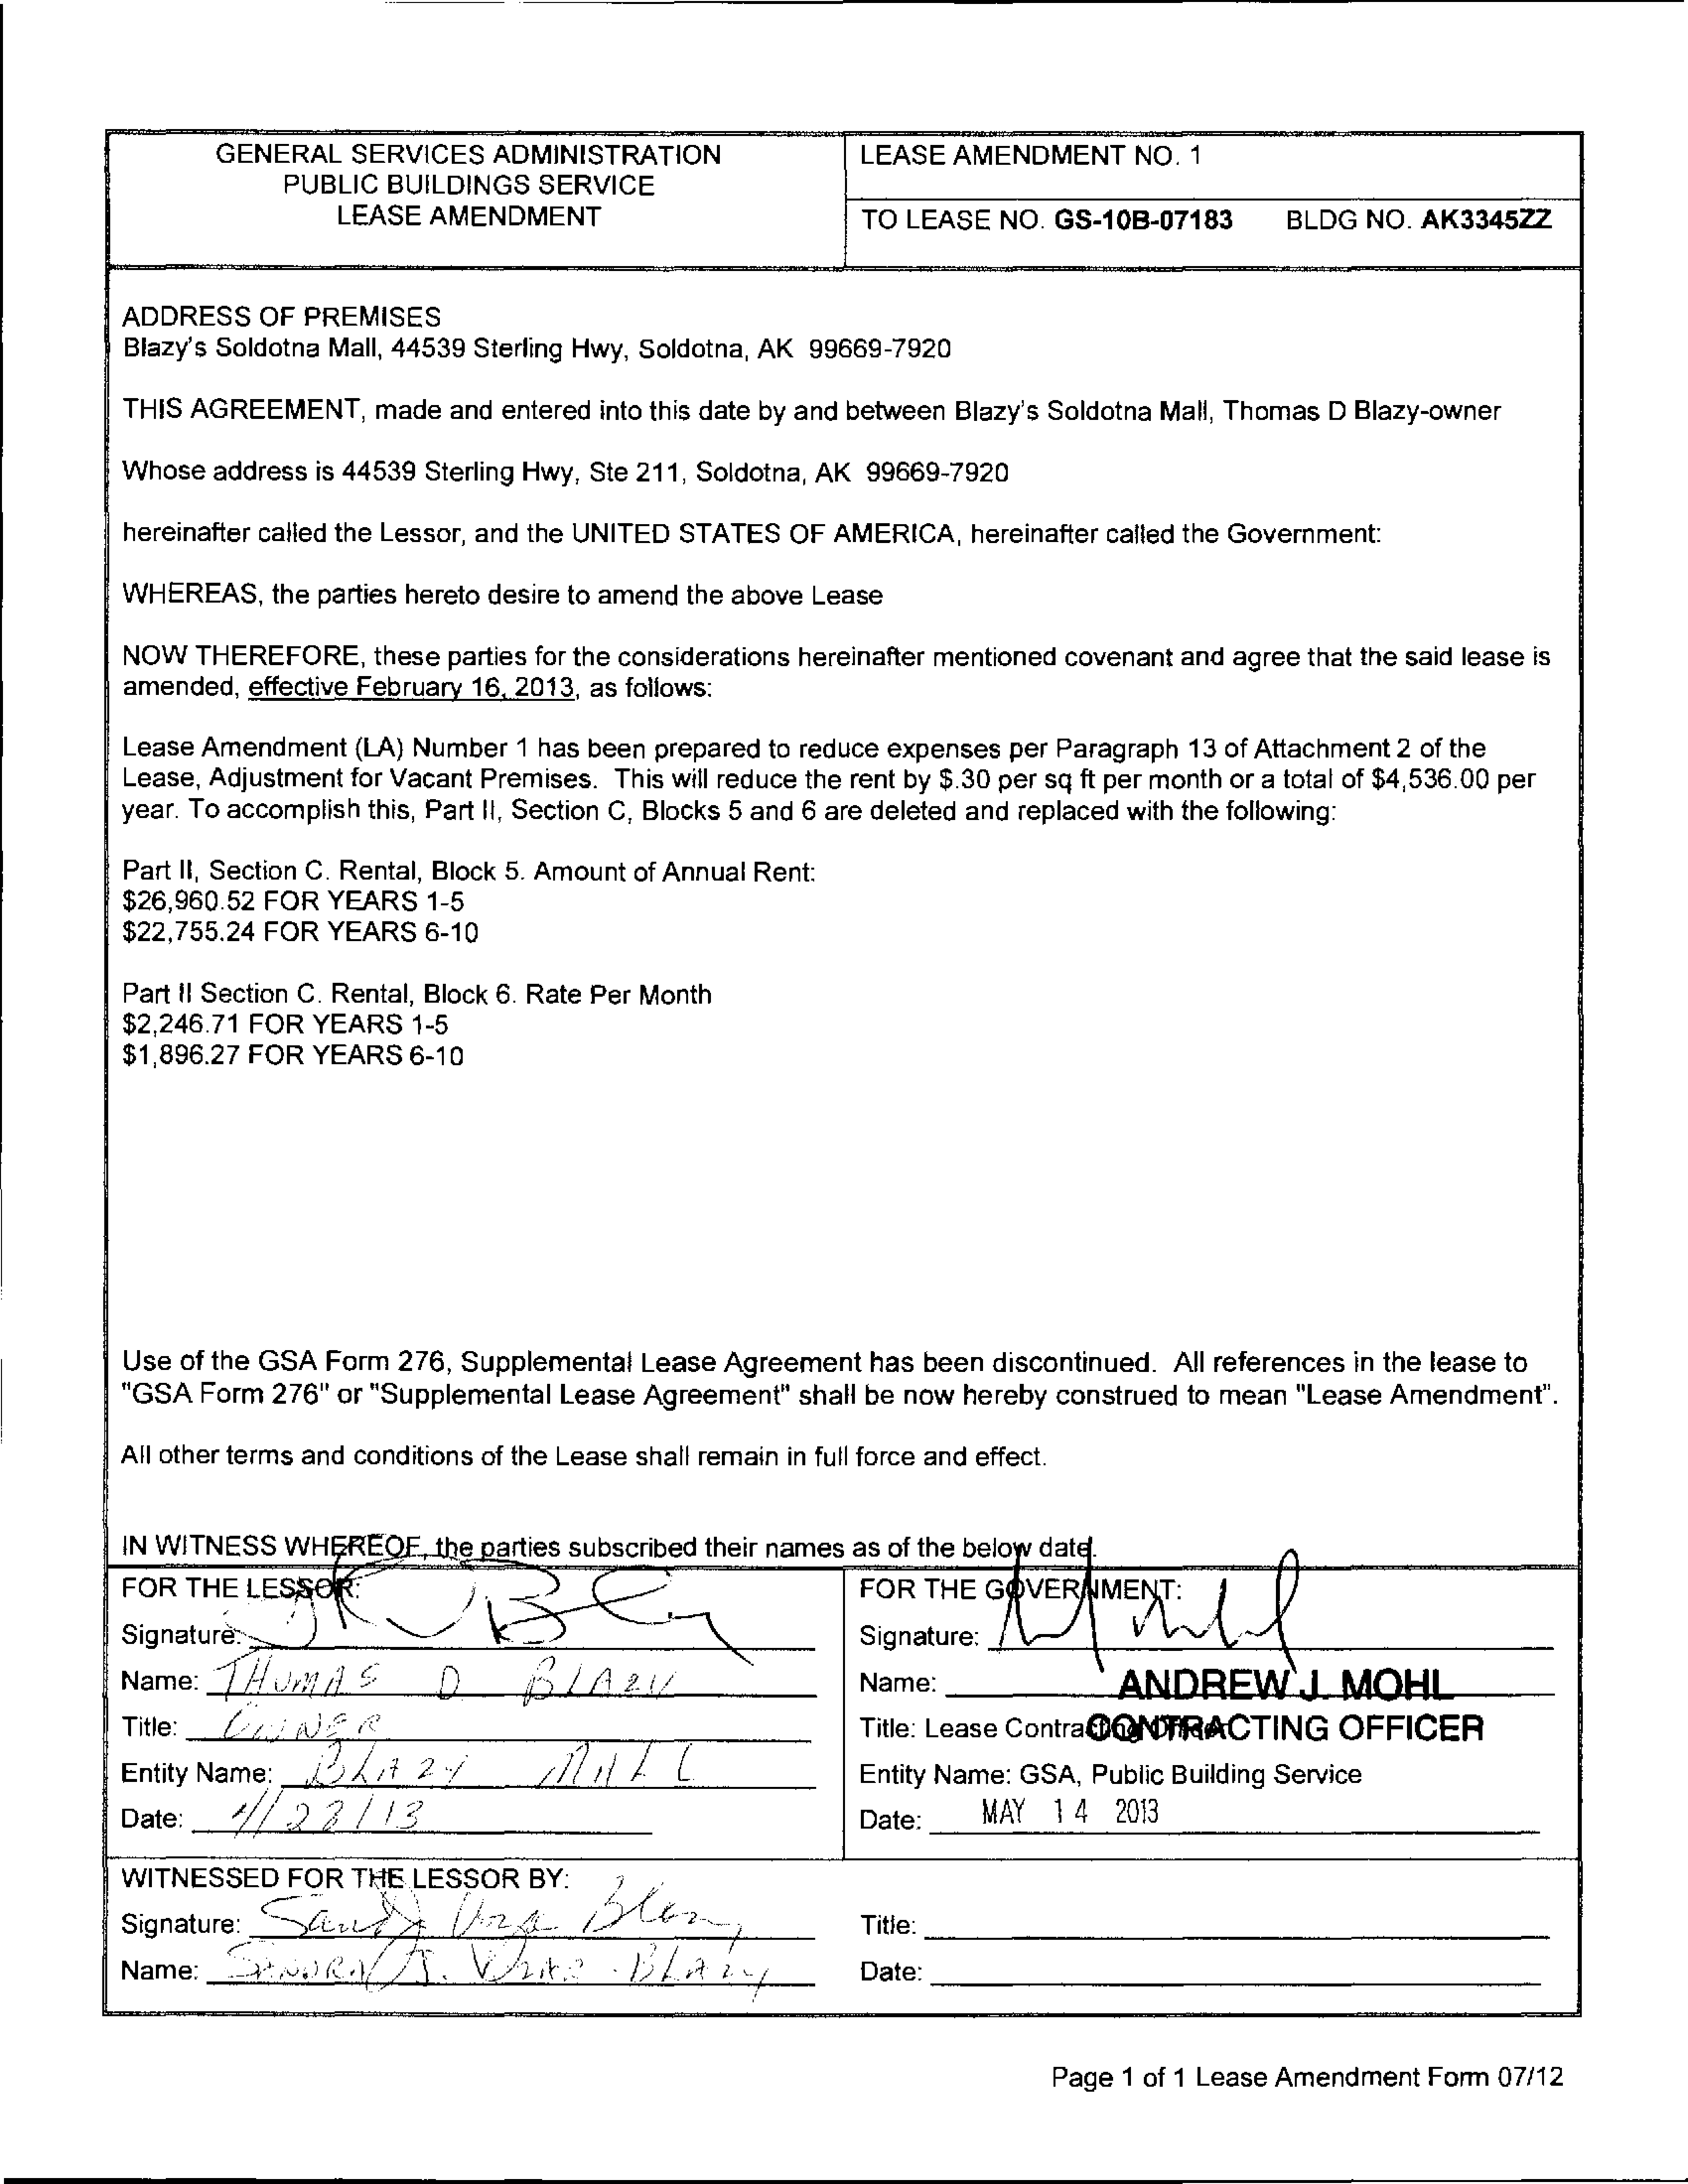 GENERAL SERVICES ADMINISTRATION
PUBLIC BUILDINGS SERVICE
LEASE AMENDMENT
LEASE AMENDMENT NO. 1
TO LEASE NO. GS-10B-07183 BLDG NO. AK3345ZZ
ADDRESS OF PREMISES
Blazy's Soldotna Mall, 44539 Sterling Hwy, Soldotna, AK 99669-7920
THIS AGREEMENT, made and entered into this date by and between Blazy's Soldotna Mall, Thomas D Blazy-owner
Whose address is 44539 Sterling Hwy, Ste 211, Soldotna, AK 99669-7920
hereinafter called the Lessor, and the UNITED STATES OF AMERICA, hereinafter called the Government:
WHEREAS, the parties hereto desire to amend the above Lease
NOW THEREFORE, these parties for the considerations hereinafter mentioned covenant and agree that the said lease is
amended, effective February 16, 2013, as follows:
Lease Amendment (LA) Number 1 has been prepared to reduce expenses per Paragraph 13 of Attachment 2 of the
Lease, Adjustment for Vacant Premises. This will reduce the rent by $.30 per sq ft per month or a total of $4,536.00 per
year. To accomplish this, Part II, Section C, Blocks 5 and 6 are deleted and replaced with the following:
Part II, Section C. Rental, Block 5. Amount of Annual Rent:
$26,960.52 FOR YEARS 1-5
$22,755.24 FOR YEARS 6-10
Part II Section C. Rental, Block 6. Rate Per Month
$2,246.71 FOR YEARS 1-5
$1,896.27 FOR YEARS 6-10
Use of the GSA Form 276, Supplemental Lease Agreement has been discontinued. All references in the lease to
"GSA Form 276" or "Supplemental Lease Agreement" shall be now hereby construed to mean "Lease Amendment".
All other terms and conditions of the Lease shall remain in full force and effect.
IN WITNESS WHEREOF, the parties subscribed their names as of the below date.
FOR THE LESSOR:
Signature:
Name: THOMAS D BLAZY
Title: OWNER
Entity Name: BLAZY MALL
Date: 4/22/13
FOR THE GOVERNMENT:
Signature:
Name: ANDREW J. MOHL
Title: Lease Contracting Officer CONTRACTING OFFICER
Entity Name: GSA, Public Building Service
Date: MAY 14 2013
WITNESSED FOR THE LESSOR BY:
Signature: Blazy
Name: SANDRA J. BLAZY
Title:
Date:
Page 1 of 1 Lease Amendment Form 07/12